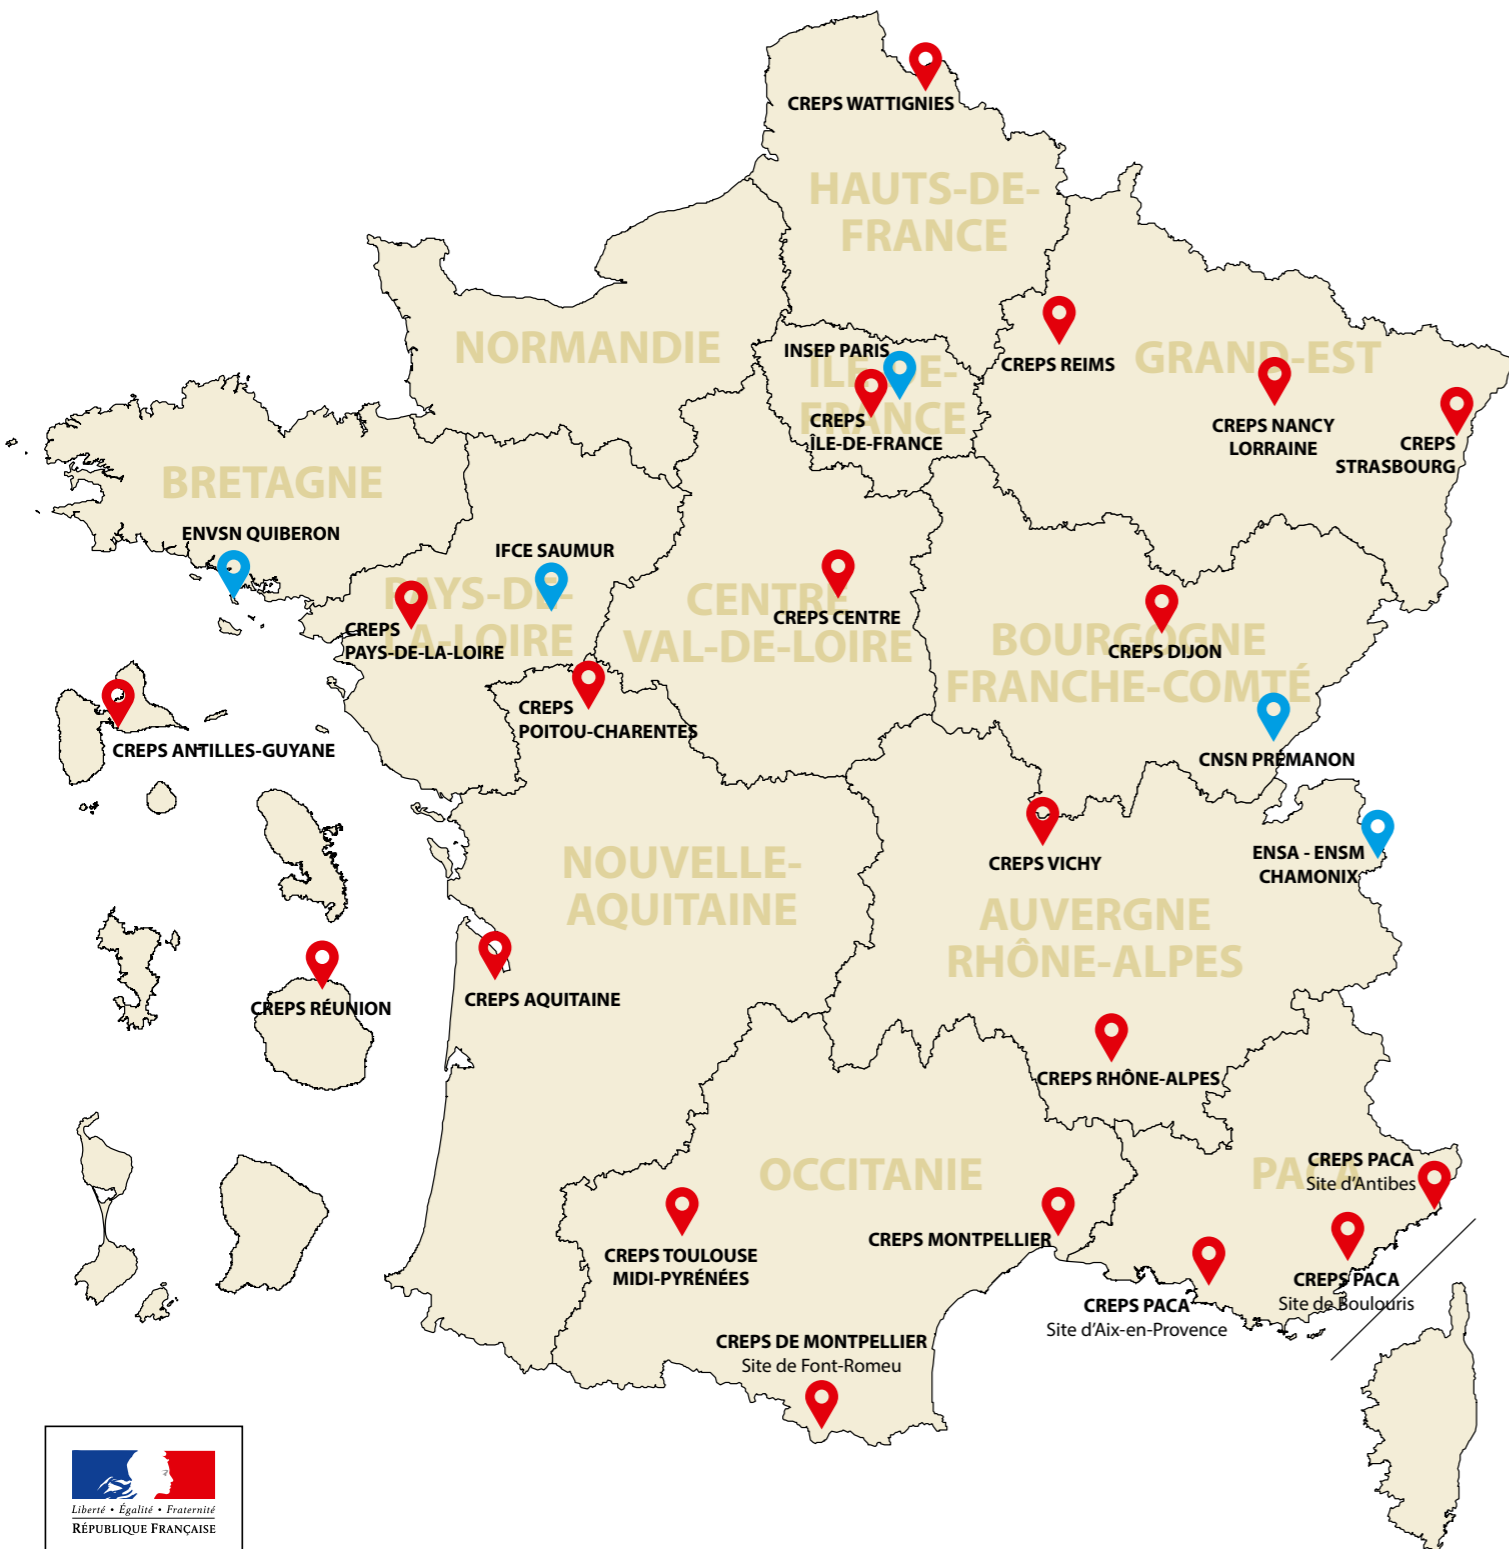 CREPS WATTIGNIES
HAUTS-DE-
FRANCE
NORMANDIE
INSEP PARIS
ÎLE-DE-
FRANCE
CREPS
ÎLE-DE-FRANCE
CREPS REIMS
GRAND-EST
CREPS NANCY
LORRAINE
CREPS
STRASBOURG
BRETAGNE
ENVSN QUIBERON
IFCE SAUMUR
PAYS-DE-
LA-LOIRE
CREPS
PAYS-DE-LA-LOIRE
CENTRE
VAL-DE-LOIRE
CREPS CENTRE
BOURGOGNE
FRANCHE-COMTÉ
CREPS DIJON
CREPS
POITOU-CHARENTES
CREPS ANTILLES-GUYANE
CNSN PRÉMANON
CREPS VICHY
ENSA - ENSM
CHAMONIX
NOUVELLE-
AQUITAINE
AUVERGNE
RHÔNE-ALPES
CREPS AQUITAINE
CREPS RÉUNION
CREPS RHÔNE-ALPES
OCCITANIE
PACA
CREPS PACA
Site d'Antibes
CREPS TOULOUSE
MIDI-PYRÉNÉES
CREPS MONTPELLIER
CREPS PACA
Site d'Aix-en-Provence
CREPS PACA
Site de Boulouris
CREPS DE MONTPELLIER
Site de Font-Romeu
Liberté • Égalité • Fraternité
RÉPUBLIQUE FRANÇAISE